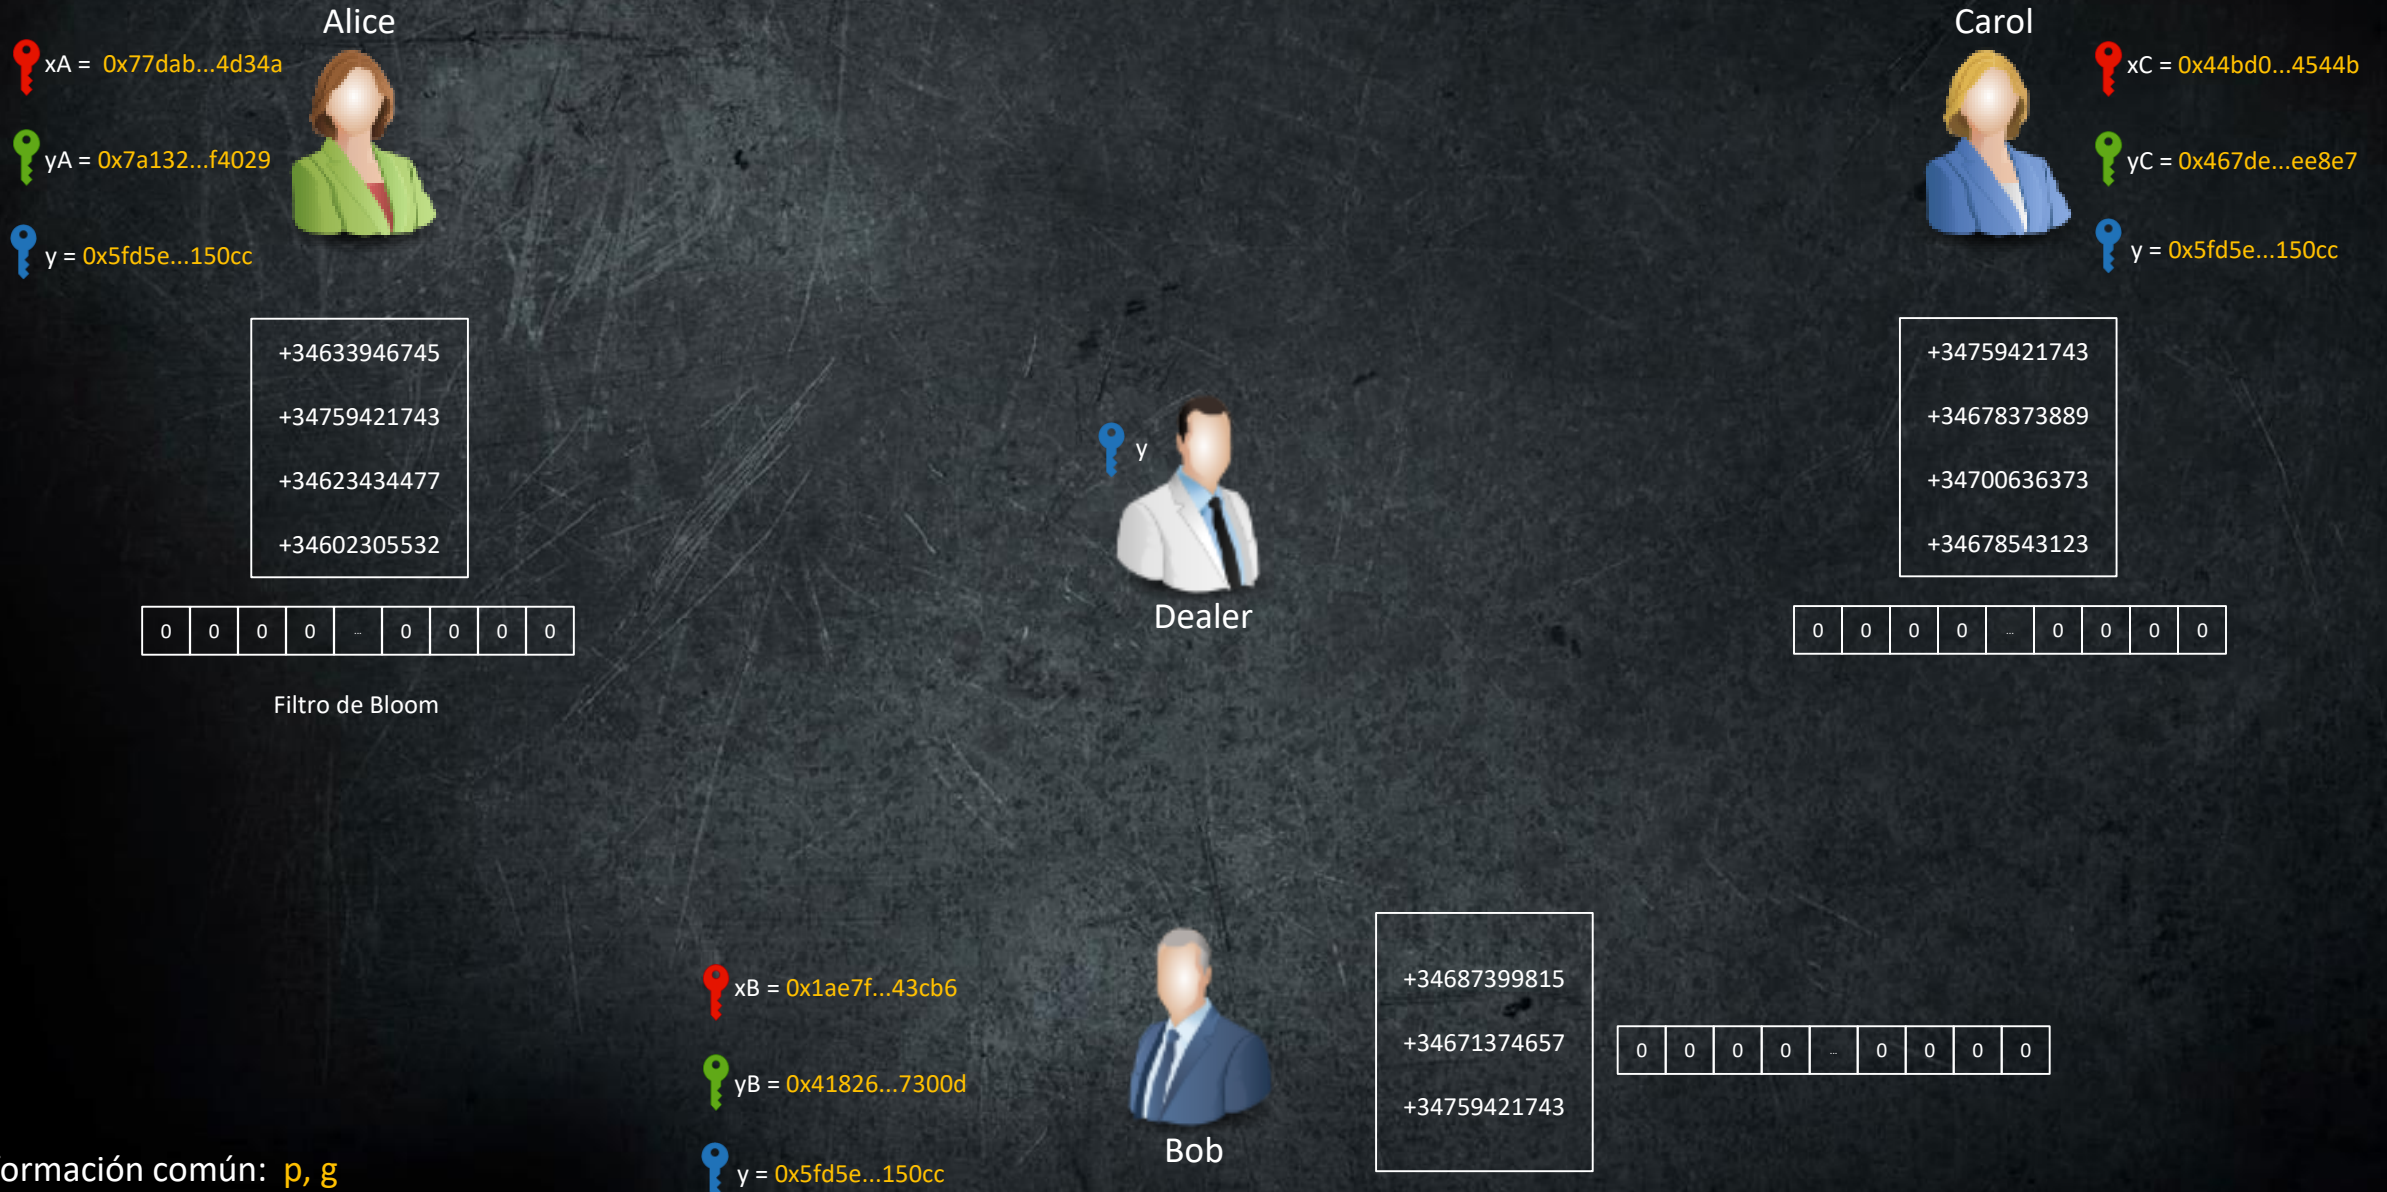 Alice
xA = 0x77dab...4d34a
yA = 0x7a132...f4029
y = 0x5fd5e...150cc
+34633946745
+34759421743
+34623434477
+34602305532
0 0 0 0 ... 0 0 0 0
Filtro de Bloom
Carol
xC = 0x44bd0...4544b
yC = 0x467de...ee8e7
y = 0x5fd5e...150cc
+34759421743
+34678373889
+34700636373
+34678543123
0 0 0 0 ... 0 0 0 0
y
Dealer
xB = 0x1ae7f...43cb6
yB = 0x41826...7300d
y = 0x5fd5e...150cc
Bob
+34687399815
+34671374657
+34759421743
0 0 0 0 ... 0 0 0 0
formación común: p, g